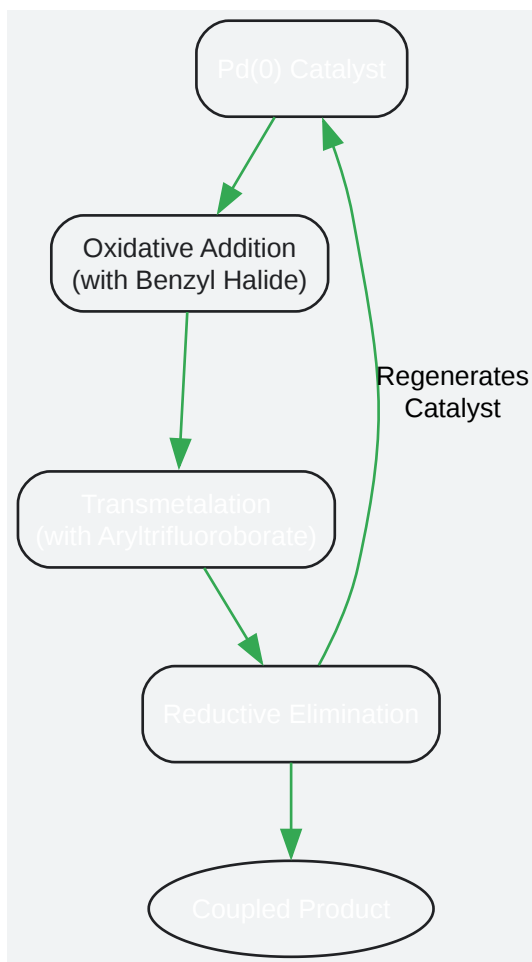 Pd(0) Catalyst
Oxidative Addition
(with Benzyl Halide)
Regenerates
Catalyst
Transmetalation
(with Aryltrifluoroborate)
Reductive Elimination
Coupled Product